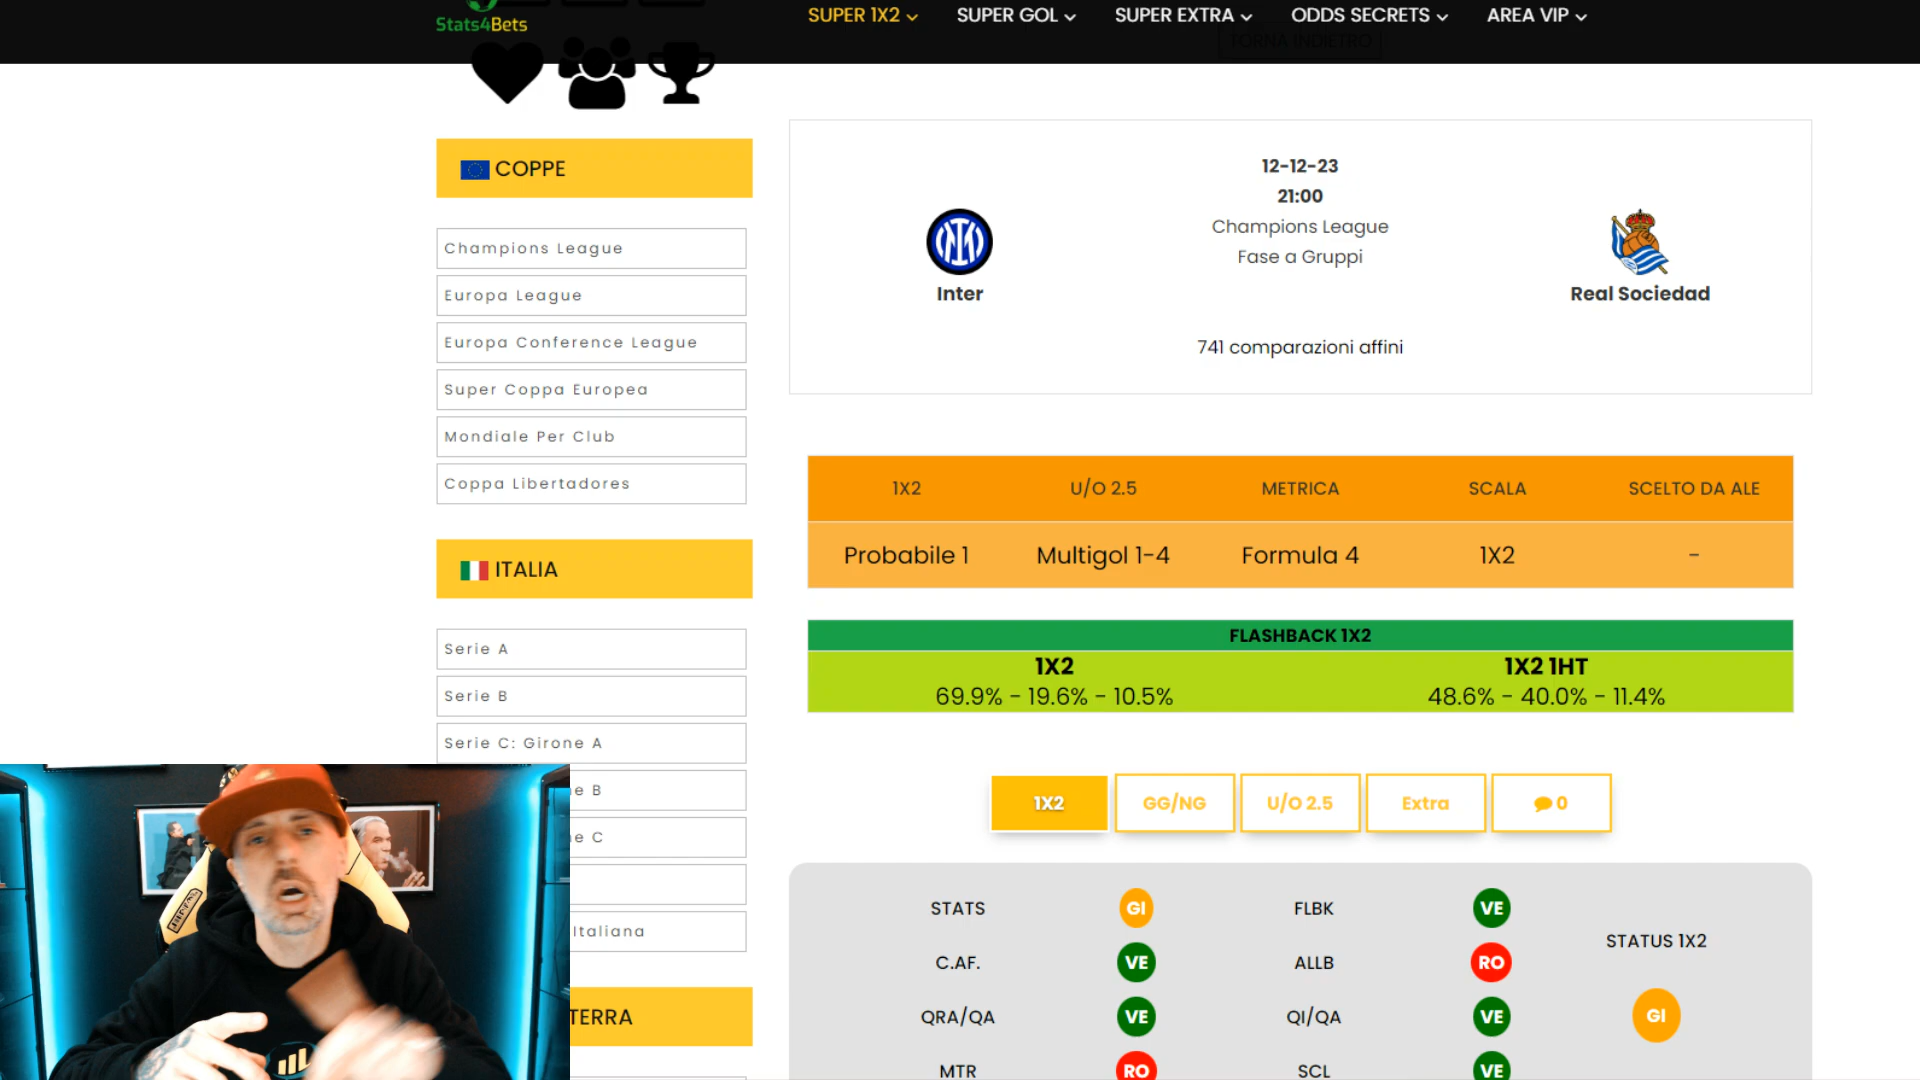 Stats4Bets
SUPER 1X2
SUPER GOL
SUPER EXTRA
ODDS SECRETS
AREA VIP
TORNA INDIETRO
COPPE
Champions League
Europa League
Europa Conference League
Super Coppa Europea
Mondiale Per Club
Coppa Libertadores
ITALIA
Serie A
Serie B
Serie C: Girone A
e B
e C
Italiana
TERRA
12-12-23
21:00
Champions League
Fase a Gruppi
Inter
Real Sociedad
741 comparazioni affini
1X2 U/O 2.5 METRICA SCALA SCELTO DA ALE
Probabile 1 Multigol 1-4 Formula 4 1X2 -
FLASHBACK 1X2
1X2 1X2 1HT
69.9% - 19.6% - 10.5% 48.6% - 40.0% - 11.4%
1X2 GG/NG U/O 2.5 Extra 0
STATS GI FLBK VE
STATUS 1X2
C.AF. VE ALLB RO
QRA/QA VE QI/QA VE GI
MTR RO SCL VE